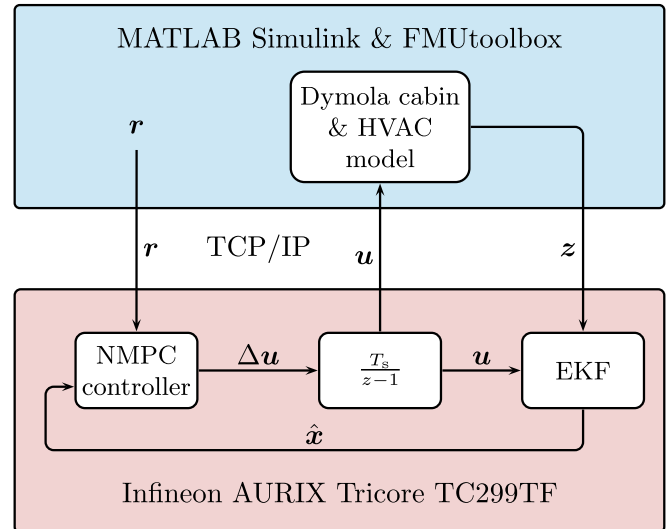 MATLAB Simulink & FMUtoolbox
Dymola cabin
& HVAC
model
r
r
TCP/IP
u
z
NMPC
controller
Δu
Tₛ
z−1
u
EKF
x̂
Infineon AURIX Tricore TC299TF